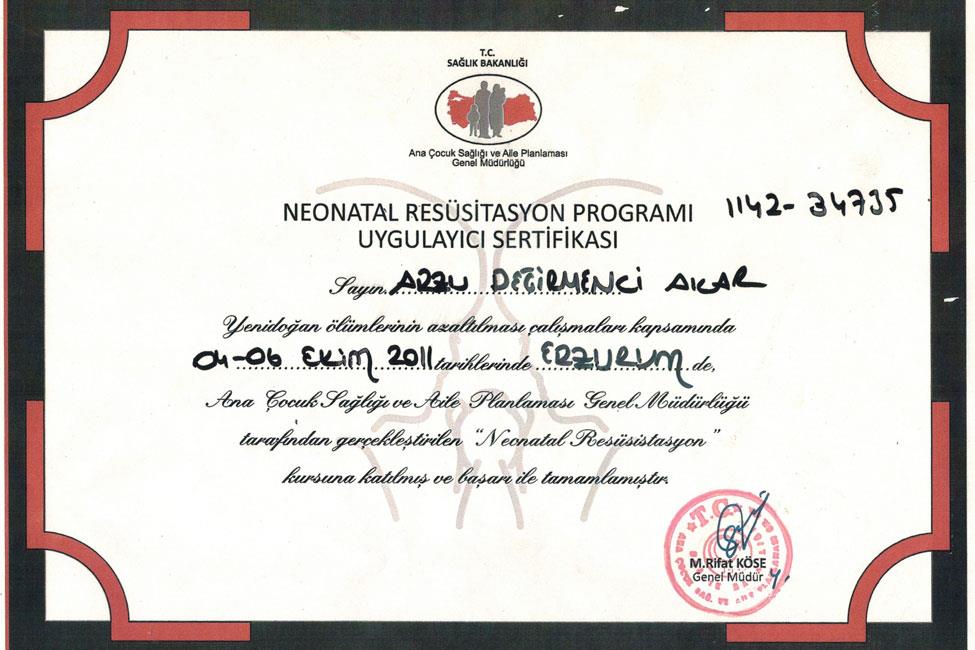 T.C.
SAĞLIK BAKANLIĞI
Ana Çocuk Sağlığı ve Aile Planlaması
Genel Müdürlüğü
NEONATAL RESÜSİTASYON PROGRAMI
1142-34735
UYGULAYICI SERTİFİKASI
Sayın ARZU DEĞİRMENCİ AKAR
Yenidoğan ölümlerinin azaltılması çalışmaları kapsamında
04-06 EKİM 2011 tarihlerinde ERZURUM de,
Ana Çocuk Sağlığı ve Aile Planlaması Genel Müdürlüğü
tarafından gerçekleştirilen "Neonatal Resüsistasyon"
kursuna katılmış ve başarı ile tamamlamıştır.
T.C.
M.Rifat KÖSE
Genel Müdür